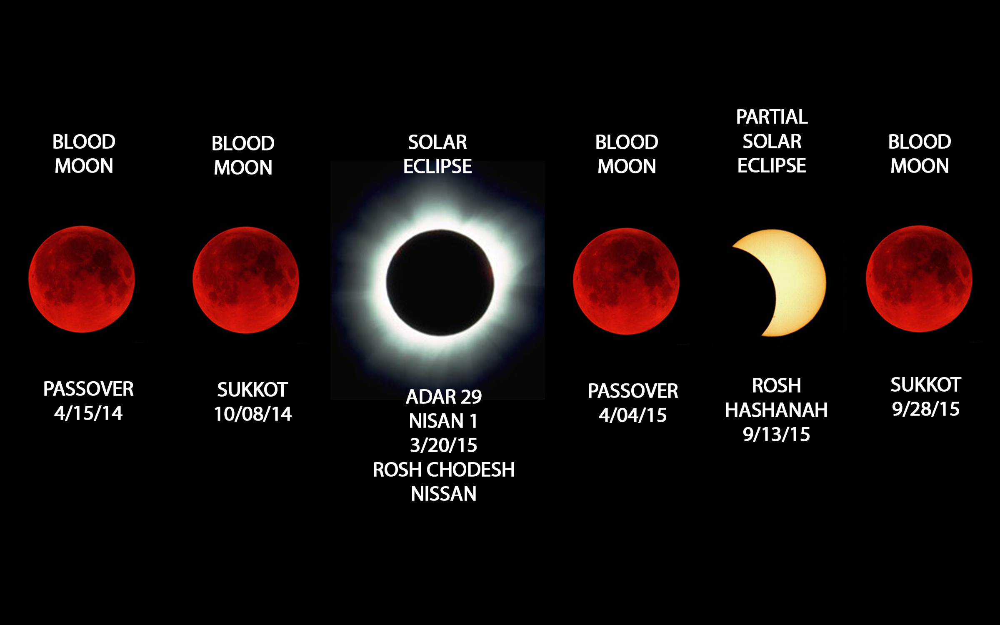 BLOOD
MOON
PASSOVER
4/15/14
BLOOD
MOON
SUKKOT
10/08/14
SOLAR
ECLIPSE
ADAR 29
NISAN 1
3/20/15
ROSH CHODESH
NISSAN
BLOOD
MOON
PASSOVER
4/04/15
PARTIAL
SOLAR
ECLIPSE
ROSH
HASHANAH
9/13/15
BLOOD
MOON
SUKKOT
9/28/15